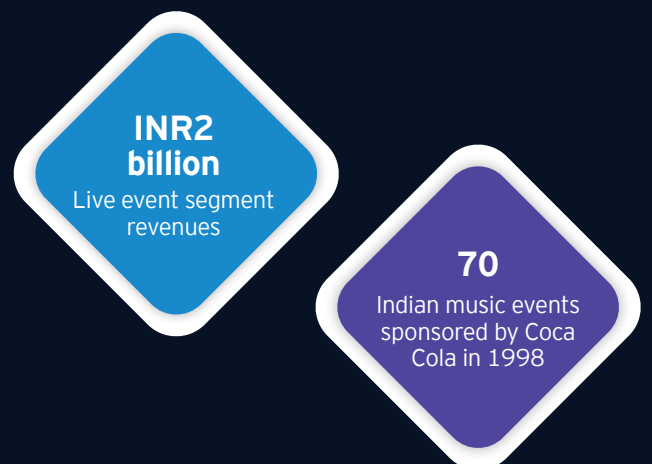 INR2
billion
Live event segment
revenues
70
Indian music events
sponsored by Coca
Cola in 1998